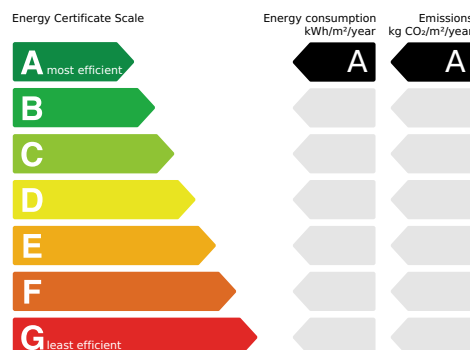 Energy Certificate Scale
Energy consumption
kWh/m²/year
Emissions
kg CO₂/m²/year
A most efficient
A
A
B
C
D
E
F
G least efficient